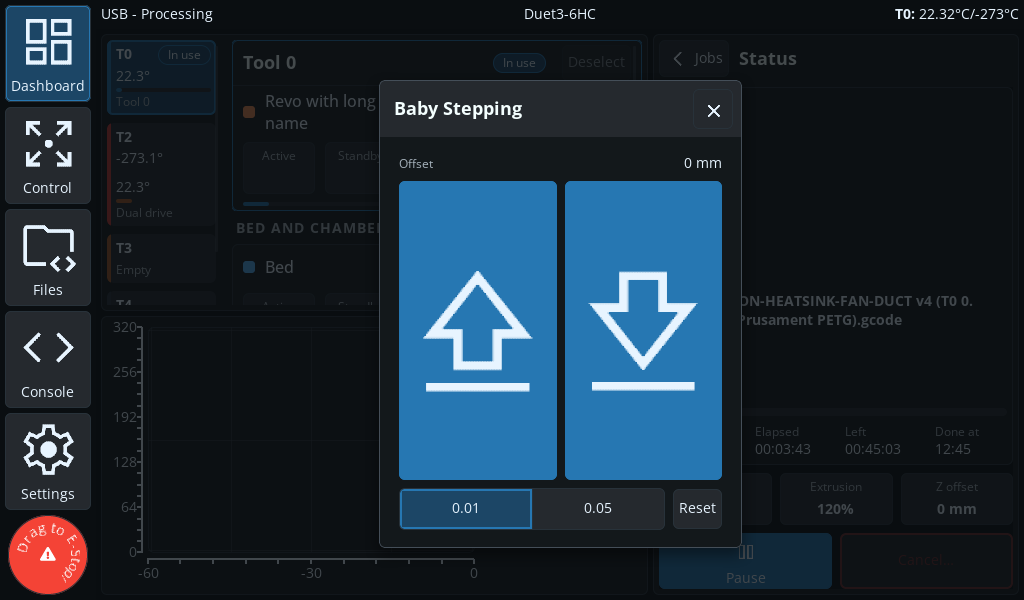 USB - Processing
Duet3-6HC
T0: 22.32°C/-273°C
Dashboard
Control
Files
Console
Settings
Drag to E-Stop!
T0
In use
22.3°
Tool 0
T2
-273.1°
22.3°
Dual drive
T3
Empty
T4
Tool 0
In use
Deselect
Revo with long
name
Active
Standby
BED AND CHAMBE
Bed
320
256
192
128
64
0
-60
-30
0
Baby Stepping
Offset
0 mm
0.01
0.05
Reset
Jobs
Status
ON-HEATSINK-FAN-DUCT v4 (T0 0.
Prusament PETG).gcode
Elapsed
Left
Done at
00:03:43
00:45:03
12:45
Extrusion
120%
Z offset
0 mm
Pause
Cancel...